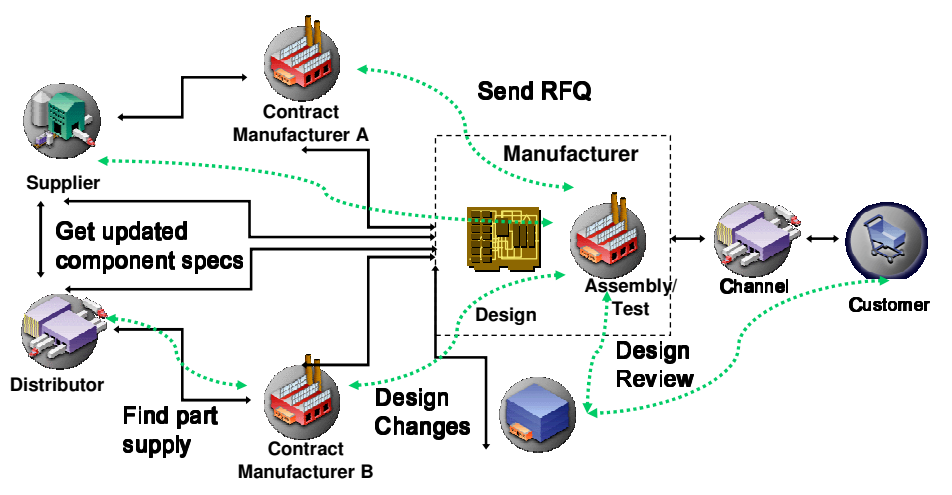 Send RFQ
Contract
Manufacturer A
Manufacturer
Supplier
Get updated
component specs
Assembly/
Test
Channel
Customer
Design
Distributor
Design
Review
Find part
supply
Design
Changes
Contract
Manufacturer B